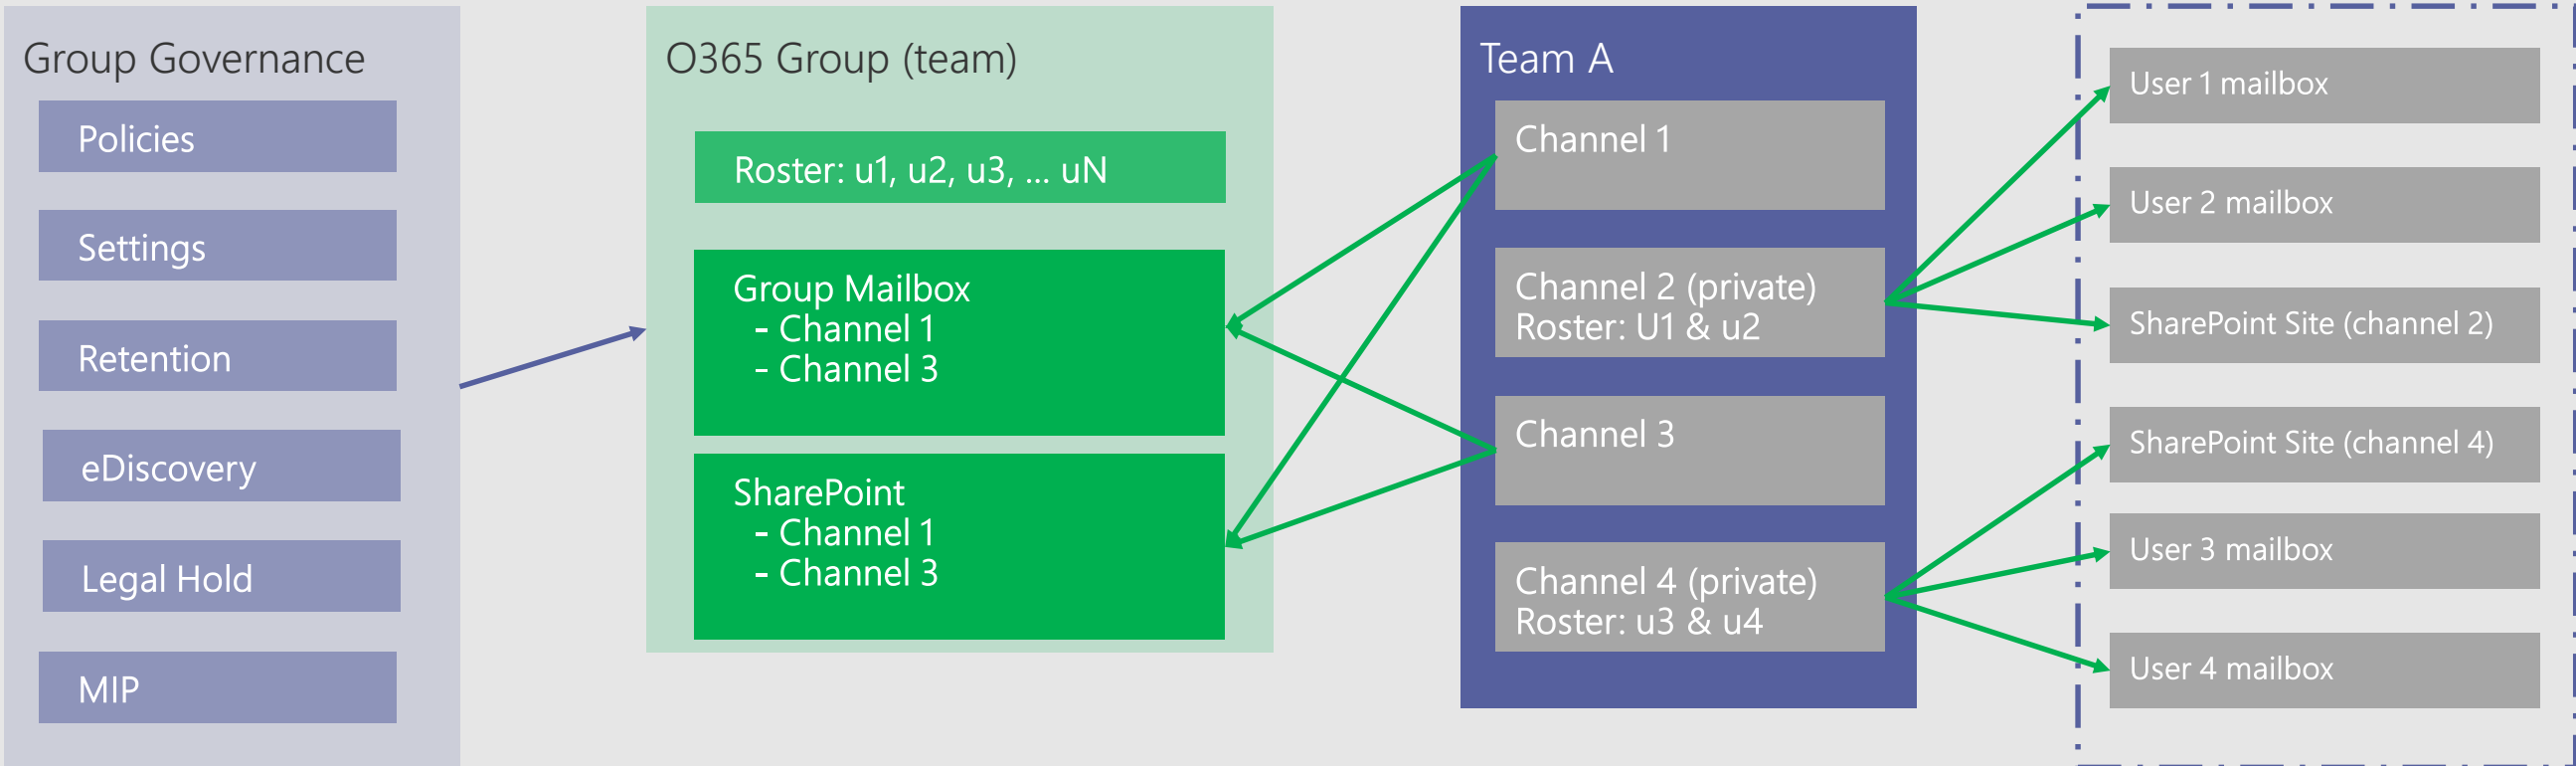 Group Governance
Policies
Settings
Retention
eDiscovery
Legal Hold
MIP
O365 Group (team)
Roster: u1, u2, u3, ... uN
Group Mailbox
- Channel 1
- Channel 3
SharePoint
- Channel 1
- Channel 3
Team A
Channel 1
Channel 2 (private)
Roster: U1 & u2
Channel 3
Channel 4 (private)
Roster: u3 & u4
User 1 mailbox
User 2 mailbox
SharePoint Site (channel 2)
SharePoint Site (channel 4)
User 3 mailbox
User 4 mailbox